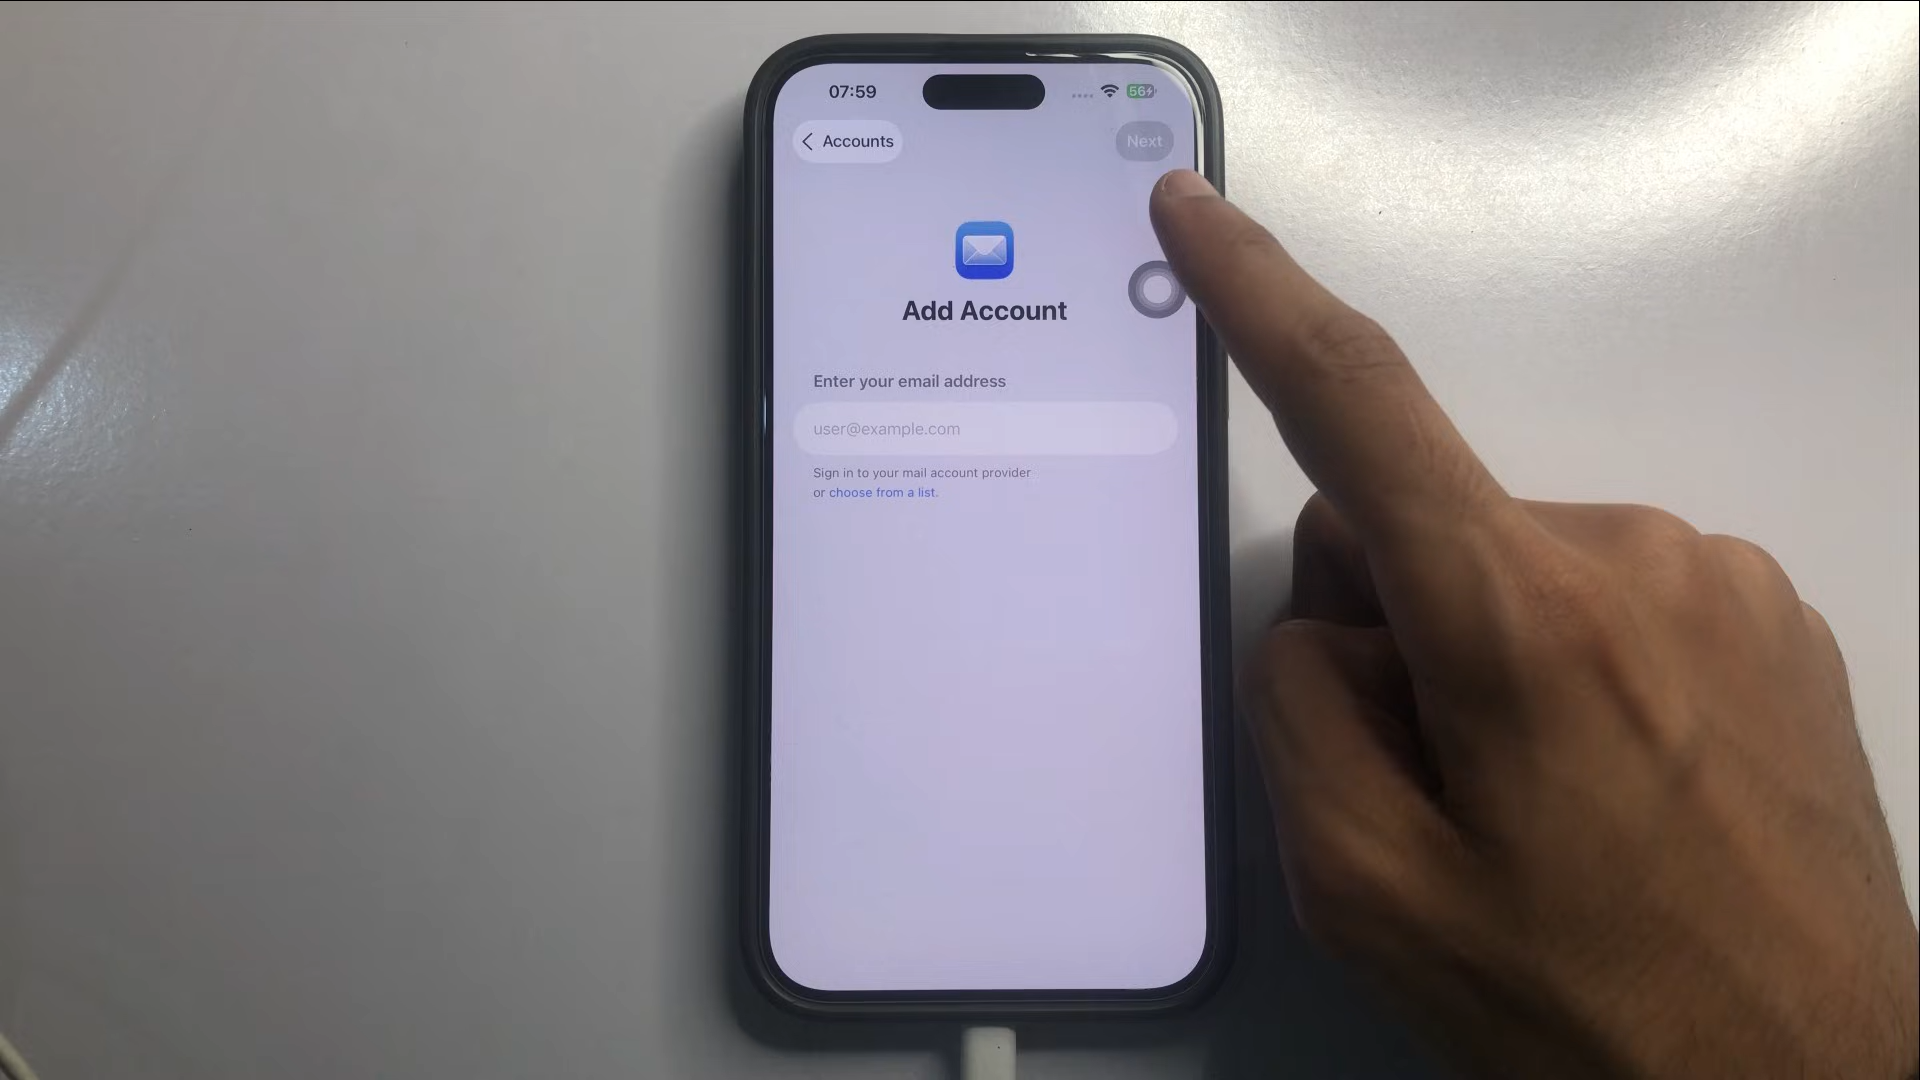 07:59
56
Accounts
Next
Add Account
Enter your email address
user@example.com
Sign in to your mail account provider
or choose from a list.